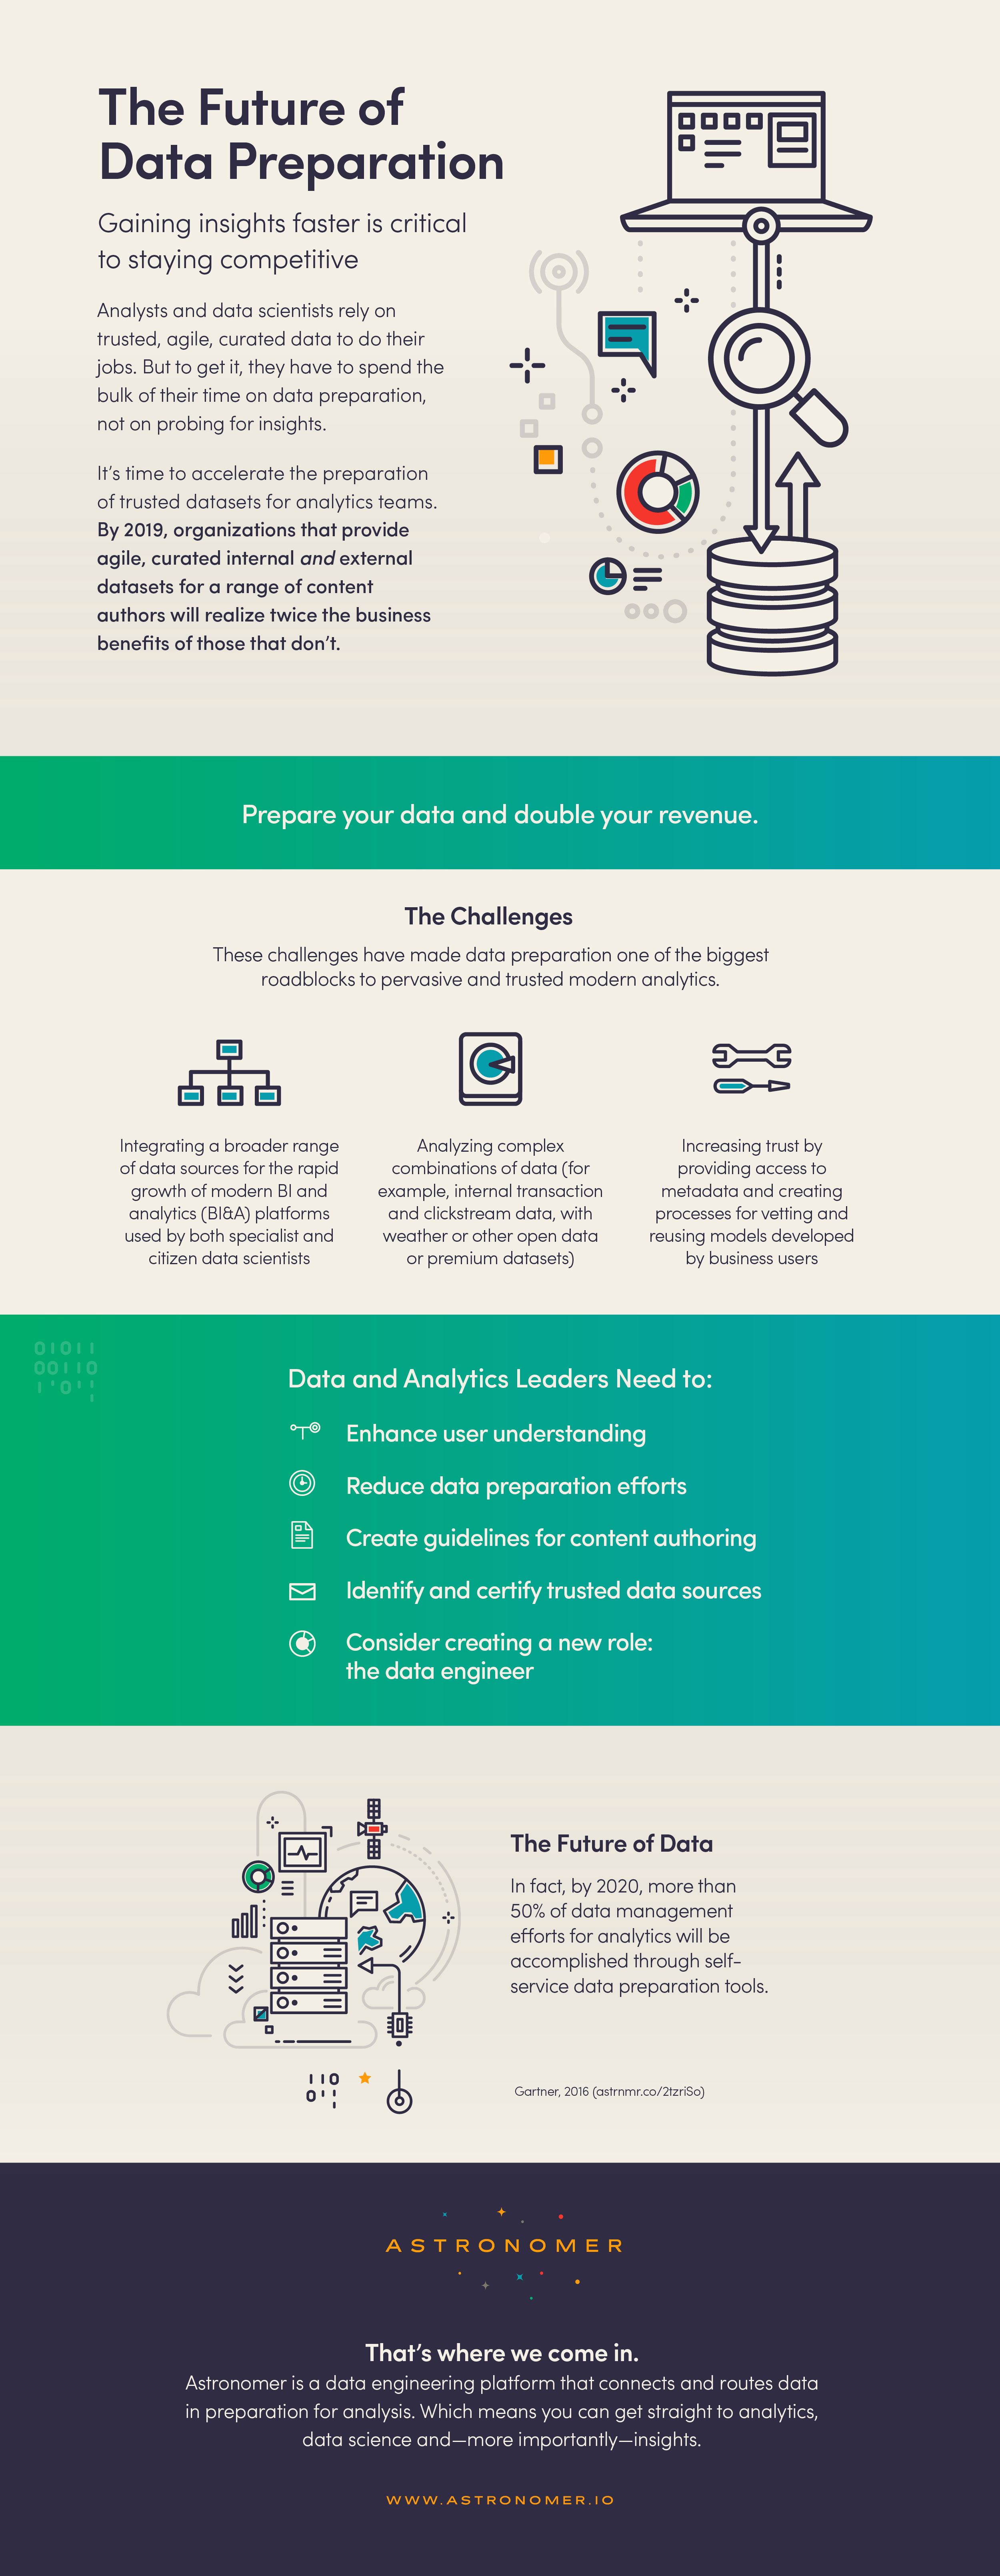 The Future of
Data Preparation
Gaining insights faster is critical
to staying competitive
Analysts and data scientists rely on
trusted, agile, curated data to do their
jobs. But to get it, they have to spend the
bulk of their time on data preparation,
not on probing for insights.
It's time to accelerate the preparation
of trusted datasets for analytics teams.
By 2019, organizations that provide
agile, curated internal and external
datasets for a range of content
authors will realize twice the business
benefits of those that don't.
Prepare your data and double your revenue.
The Challenges
These challenges have made data preparation one of the biggest
roadblocks to pervasive and trusted modern analytics.
Integrating a broader range
of data sources for the rapid
growth of modern BI and
analytics (BI&A) platforms
used by both specialist and
citizen data scientists
Analyzing complex
combinations of data (for
example, internal transaction
and clickstream data, with
weather or other open data
or premium datasets)
Increasing trust by
providing access to
metadata and creating
processes for vetting and
reusing models developed
by business users
01011
00110
1'01'
Data and Analytics Leaders Need to:
Enhance user understanding
Reduce data preparation efforts
Create guidelines for content authoring
Identify and certify trusted data sources
Consider creating a new role:
the data engineer
The Future of Data
In fact, by 2020, more than
50% of data management
efforts for analytics will be
accomplished through self-
service data preparation tools.
110
01'
Gartner, 2016 (astrnmr.co/2tzriSo)
ASTRONOMER
That's where we come in.
Astronomer is a data engineering platform that connects and routes data
in preparation for analysis. Which means you can get straight to analytics,
data science and—more importantly—insights.
WWW.ASTRONOMER.IO